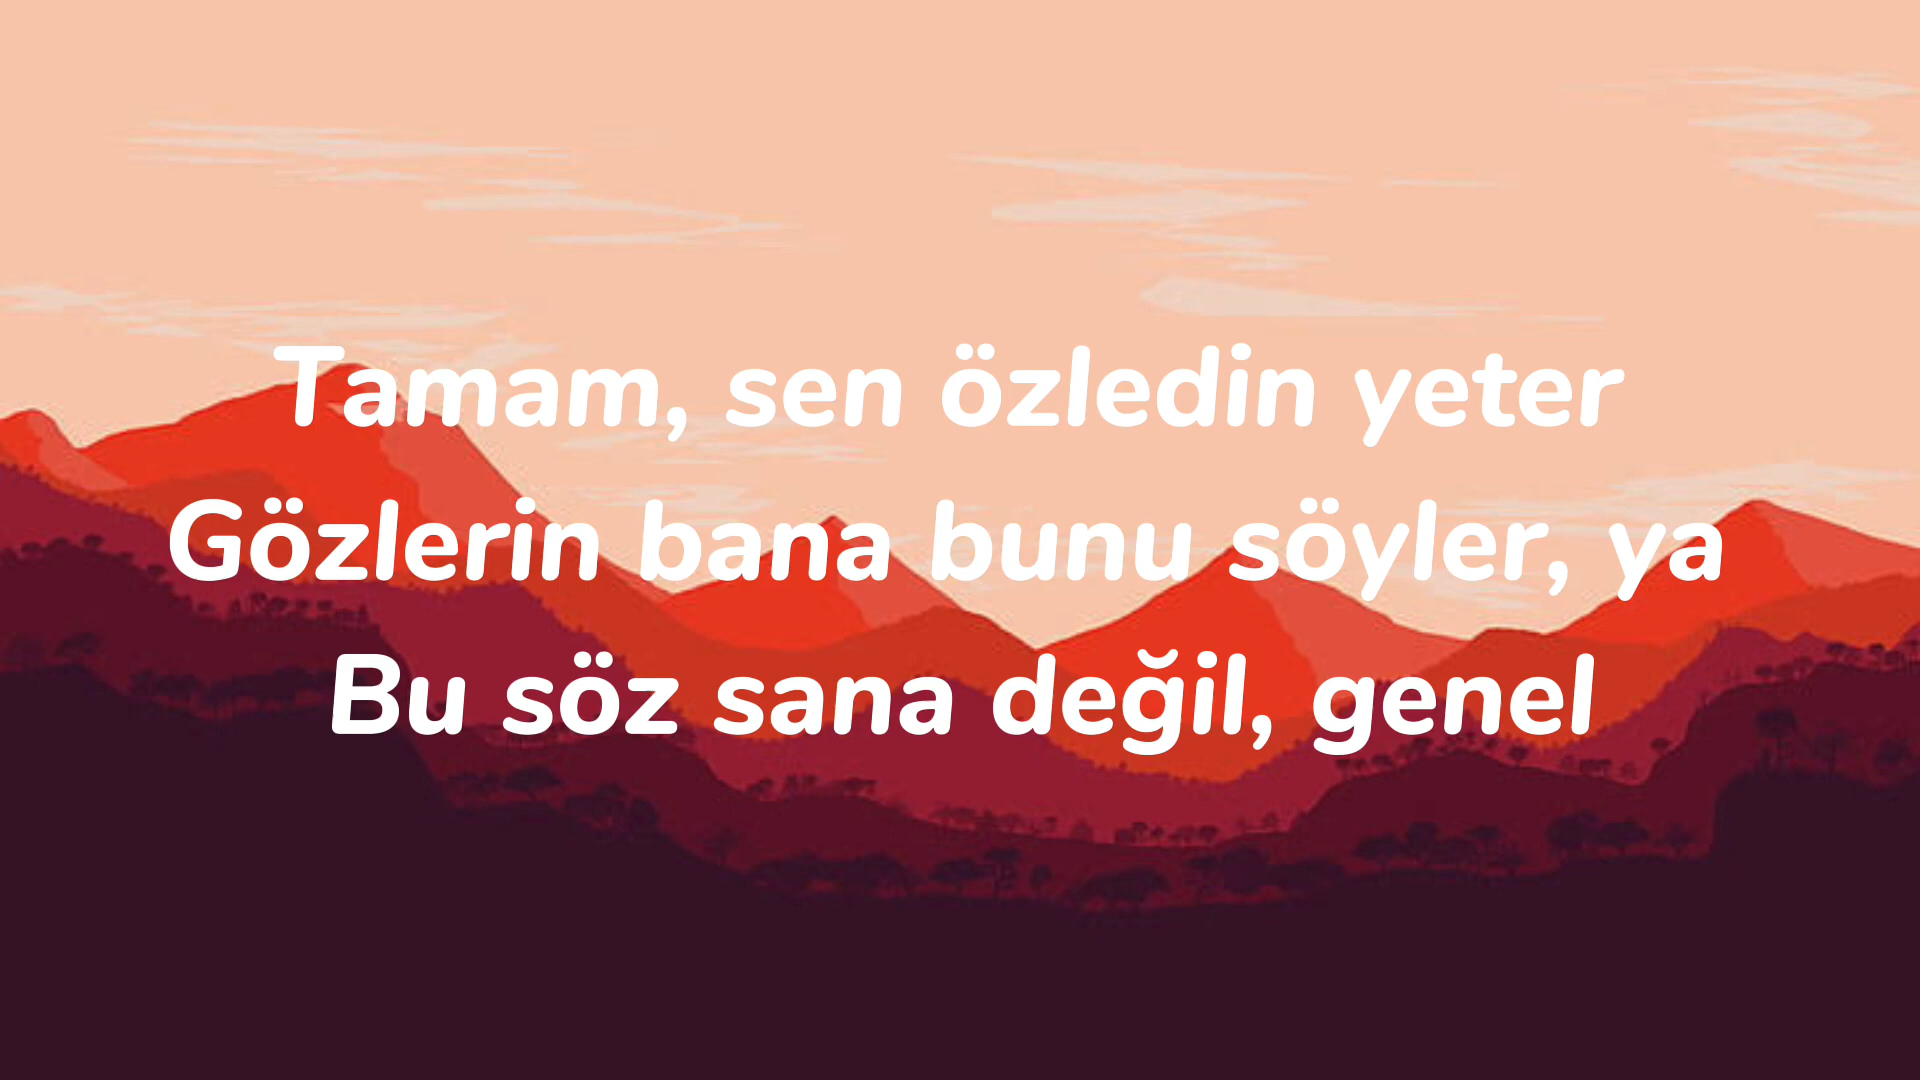 Tamam, sen özledin yeter
Gözlerin bana bunu söyler, ya
Bu söz sana değil, genel